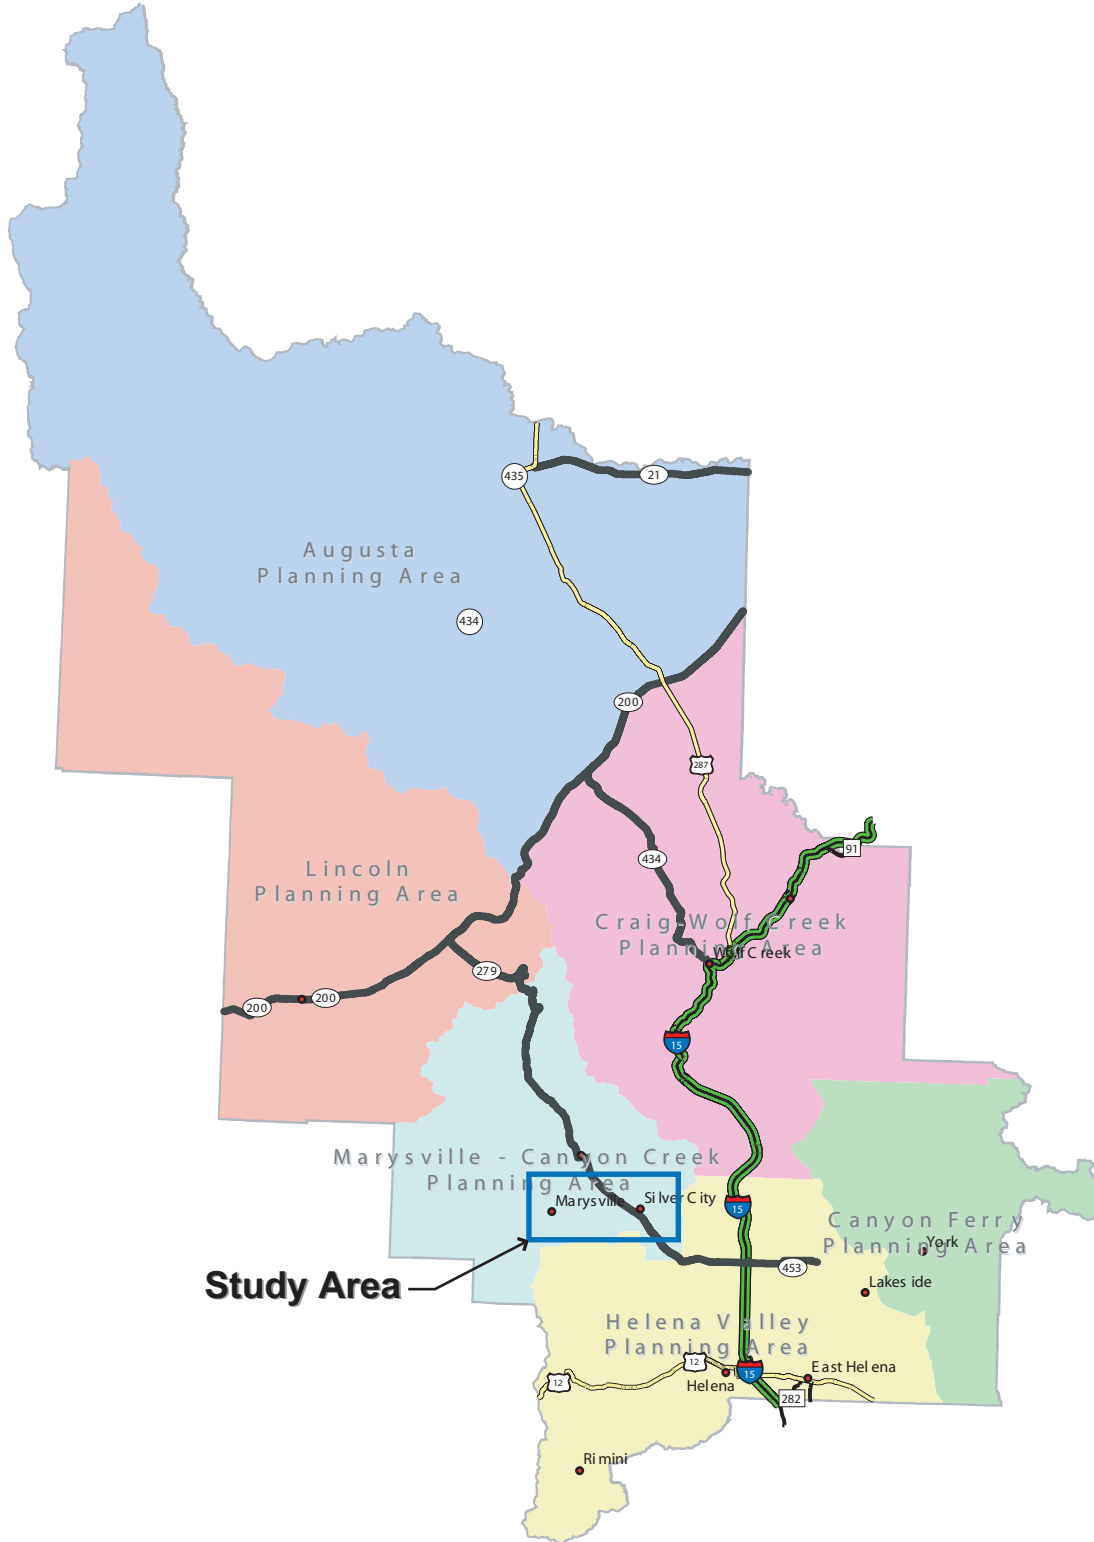 435
21
Augusta
Planning Area
434
200
287
434
91
Lincoln
Planning Area
Craig-Wolf Creek
Planning Area
Wolf Creek
279
200
200
15
Marysville - Canyon Creek
Planning Area
Marysville
Silver City
15
Canyon Ferry
Planning Area
York
453
Study Area
Lakeside
Helena Valley
Planning Area
12
12
15
East Helena
Helena
282
Rimini